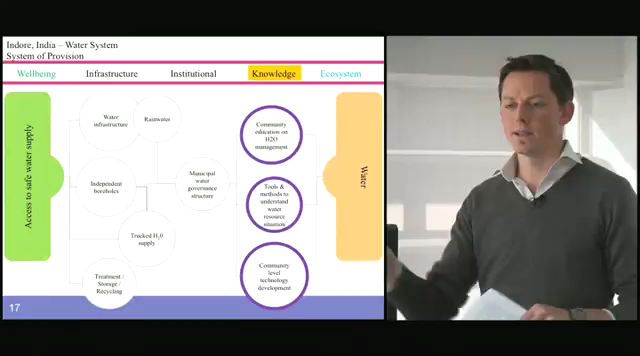 Indore, India – Water System
System of Provision
Wellbeing
Infrastructure
Institutional
Knowledge
Ecosystem
Access to safe water supply
Water
infrastructure
Rainwater
Independent
boreholes
Trucked H₂0
supply
Treatment /
Storage /
Recycling
Municipal
water
governance
structure
Community
education on
H2O
management
Tools &
methods to
understand
water
resource
situation
Community
level
technology
development
Water
17